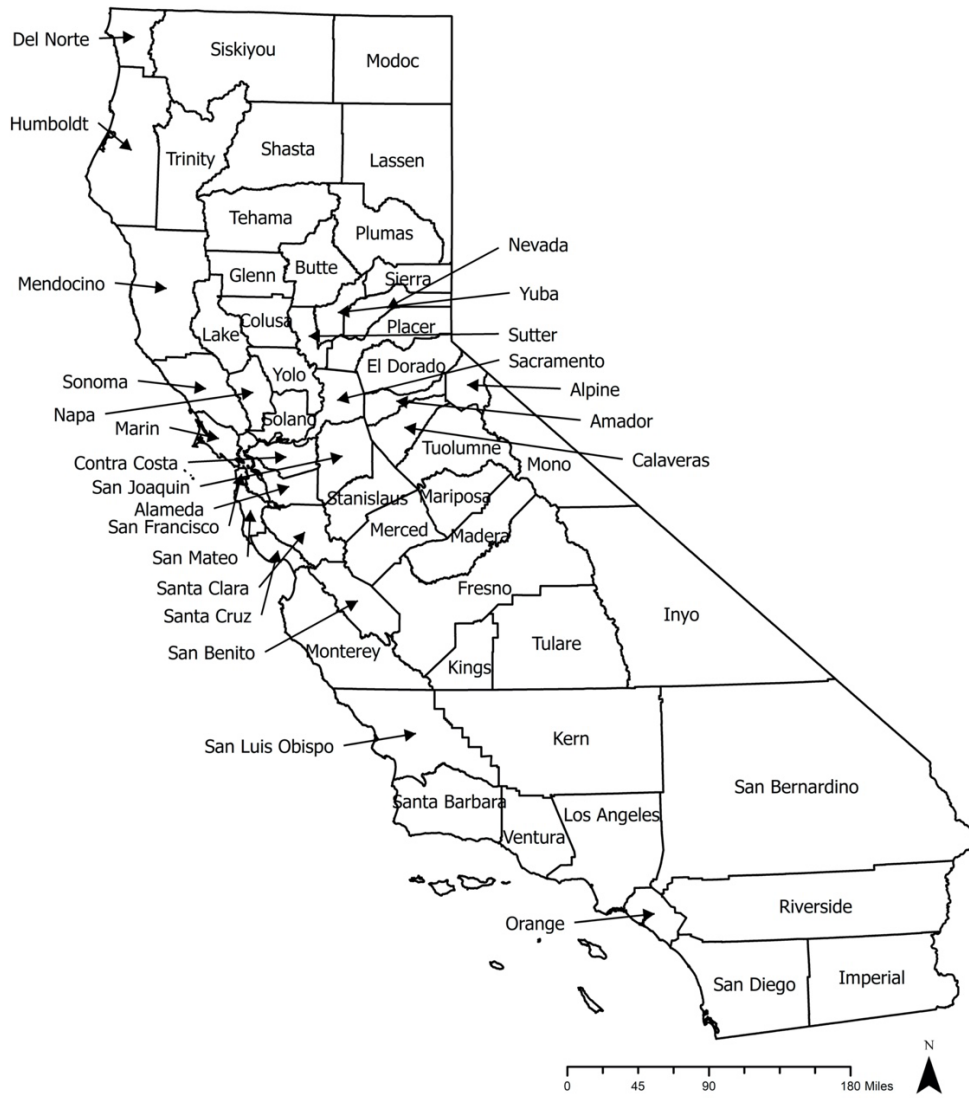 Del Norte
Siskiyou
Modoc
Humboldt
Trinity
Shasta
Lassen
Tehama
Plumas
Nevada
Mendocino
Glenn
Butte
Sierra
Yuba
Lake
Colusa
Placer
Sutter
Sonoma
Yolo
El Dorado
Sacramento
Napa
Alpine
Marin
Solano
Amador
Contra Costa
Tuolumne
Calaveras
San Joaquin
Mono
Alameda
Stanislaus
Mariposa
San Francisco
Merced
Madera
San Mateo
Santa Clara
Fresno
Santa Cruz
Inyo
San Benito
Monterey
Kings
Tulare
San Luis Obispo
Kern
San Bernardino
Santa Barbara
Los Angeles
Ventura
Orange
Riverside
San Diego
Imperial
N
0 45 90 180 Miles